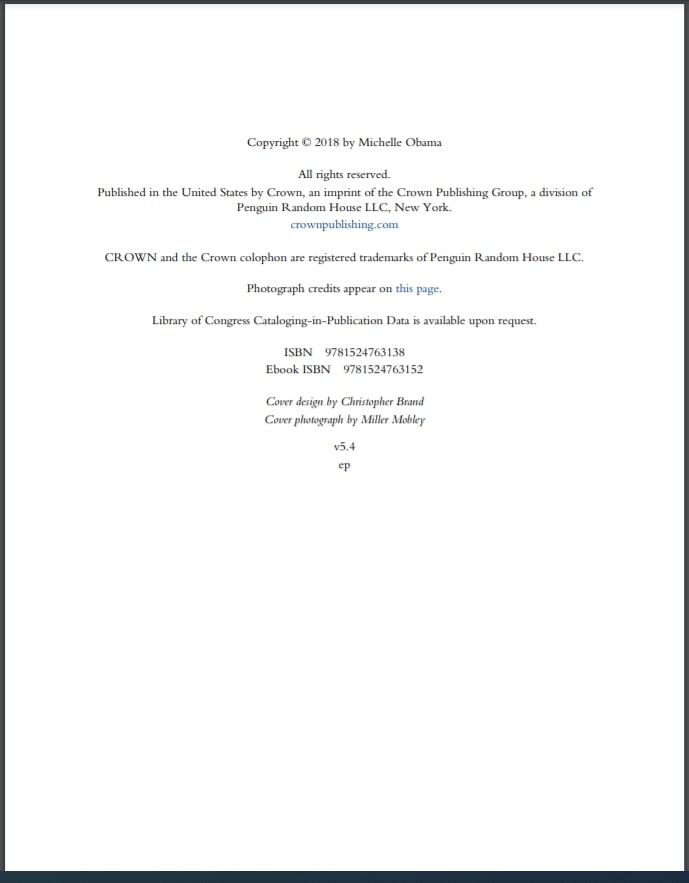 Copyright © 2018 by Michelle Obama
All rights reserved.
Published in the United States by Crown, an imprint of the Crown Publishing Group, a division of
Penguin Random House LLC, New York.
crownpublishing.com
CROWN and the Crown colophon are registered trademarks of Penguin Random House LLC.
Photograph credits appear on this page.
Library of Congress Cataloging-in-Publication Data is available upon request.
ISBN 9781524763138
Ebook ISBN 9781524763152
Cover design by Christopher Brand
Cover photograph by Miller Mobley
v5.4
ep